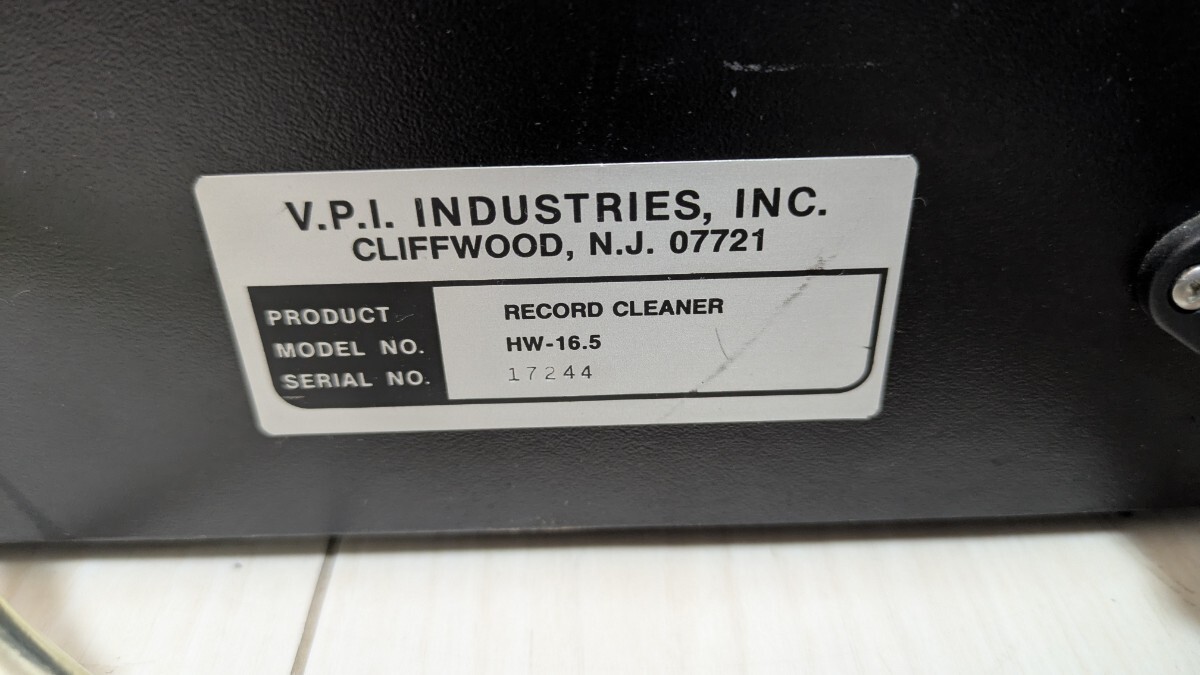 V.P.I. INDUSTRIES, INC.
CLIFFWOOD, N.J. 07721
PRODUCT RECORD CLEANER
MODEL NO. HW-16.5
SERIAL NO. 17244